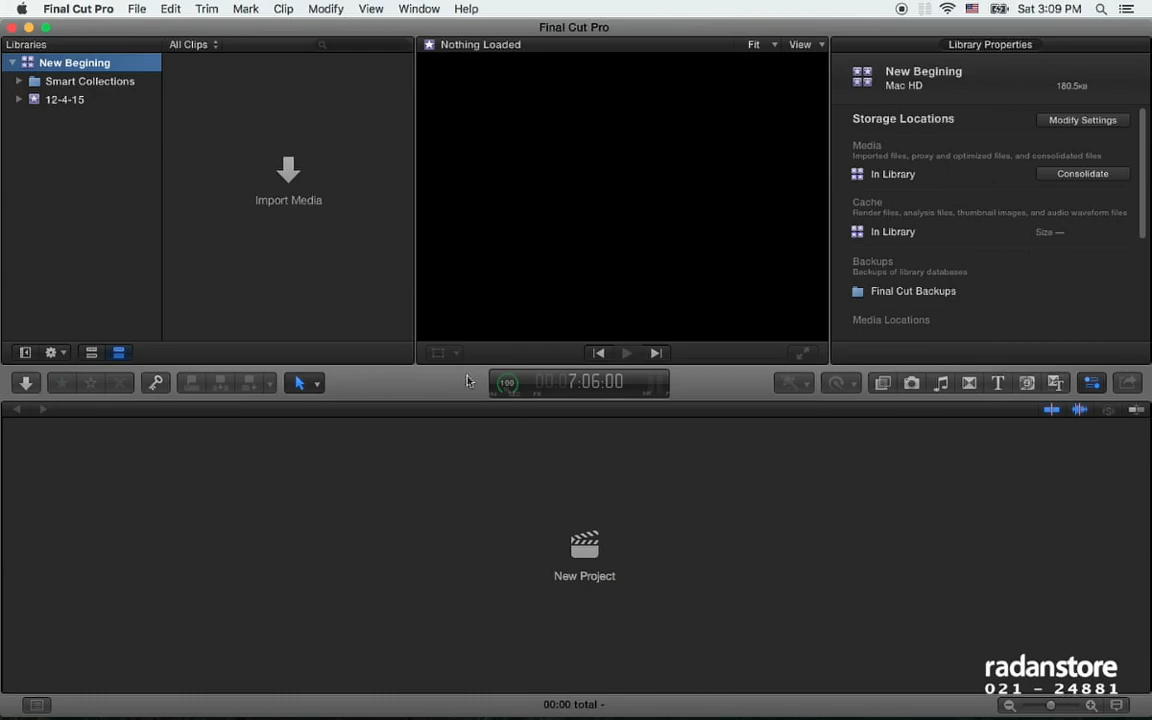 Final Cut Pro File Edit Trim Mark Clip Modify View Window Help Sat 3:09 PM
Final Cut Pro
Libraries All Clips Nothing Loaded Fit View Library Properties
New Begining
Smart Collections
12-4-15
Import Media
New Begining
Mac HD 180.5KB
Storage Locations Modify Settings
Media
Imported files, proxy and optimized files, and consolidated files
In Library Consolidate
Cache
Render files, analysis files, thumbnail images, and audio waveform files
In Library Size —
Backups
Backups of library databases
Final Cut Backups
Media Locations
100 00:07:06:00
New Project
radanstore
021 - 24881
00:00 total -